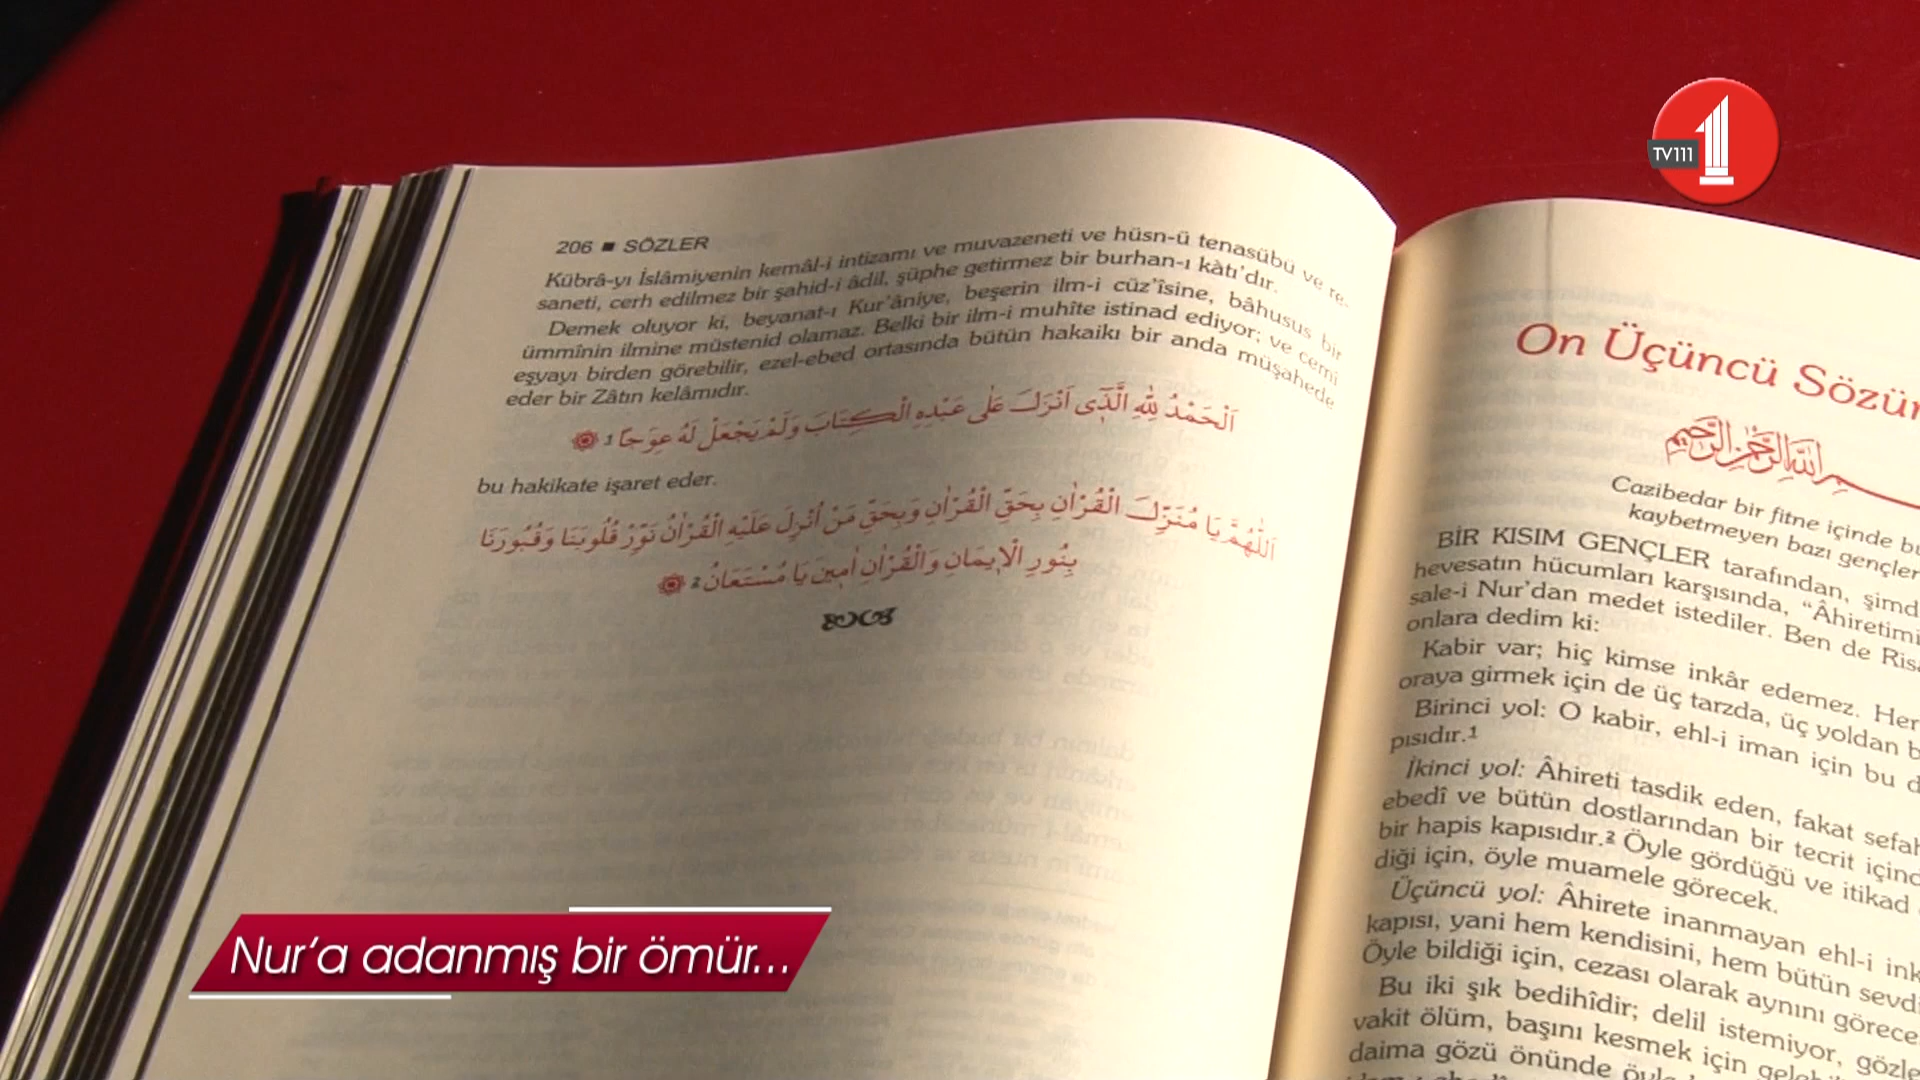 206 ■ SÖZLER
Kübrâ-yı İslâmiyenin kemâl-i intizamı ve muvazeneti ve hüsn-ü tenasübü ve re-
saneti, cerh edilmez bir şahid-i âdil, şüphe getirmez bir burhan-ı kàtı’dır.
Demek oluyor ki, beyanat-ı Kur’âniye, beşerin ilm-i cüz’îsine, bâhusus bir
ümmînin ilmine müstenid olamaz. Belki bir ilm-i muhîte istinad ediyor; ve cemi
eşyayı birden görebilir, ezel-ebed ortasında bütün hakaikı bir anda müşahede
eder bir Zâtın kelâmıdır.
اَلْحَمْدُ لِلّٰهِ الَّذِۤى اَنْزَلَ عَلٰى عَبْدِهِ الْكِتَابَ وَلَمْ يَجْعَلْ لَهُ عِوَجًا 1
bu hakikate işaret eder.
اَللّٰهُمَّ يَا مُنَزِّلَ الْقُرْاٰنِ بِحَقِّ الْقُرْاٰنِ وَبِحَقِّ مَنْ اُنْزِلَ عَلَيْهِ الْقُرْاٰنُ نَوِّرْ قُلُوبَنَا وَقُبُورَنَا
بِنُورِ الْاِيمَانِ وَالْقُرْاٰنِ اٰمِينَ يَا مُسْتَعَانُ 2
On Üçüncü Sözün
بِسْمِ اللّٰهِ الرَّحْمٰنِ الرَّحِيمِ
Cazibedar bir fitne içinde
kaybetmeyen bazı gençler
BİR KISIM GENÇLER tarafından,
hevesatın hücumları karşısında, “Âhiretimi
sale-i Nur’dan medet istediler. Ben de Risa
onlara dedim ki:
Kabir var; hiç kimse inkâr edemez. Her
oraya girmek için de üç tarzda, üç yoldan
Birinci yol: O kabir, ehl-i iman için bu
pısıdır.1
İkinci yol: Âhireti tasdik eden, fakat
ebedî ve bütün dostlarından bir tecrit
bir hapis kapısıdır.2 Öyle gördüğü ve itikad
diği için, öyle muamele görecek.
Üçüncü yol: Âhirete inanmayan ehl-i
kapısı, yani hem kendisini, hem bütün
Öyle bildiği için, cezası olarak aynını
Bu iki şık bedihîdir; delil istemiyor,
vakit ölüm, başını kesmek için
daima gözü önünde
TV111
Nur’a adanmış bir ömür...